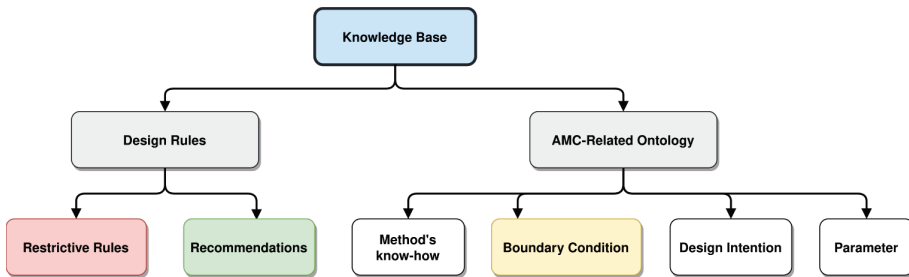 Knowledge Base
Design Rules
AMC-Related Ontology
Restrictive Rules
Recommendations
Method's
know-how
Boundary Condition
Design Intention
Parameter